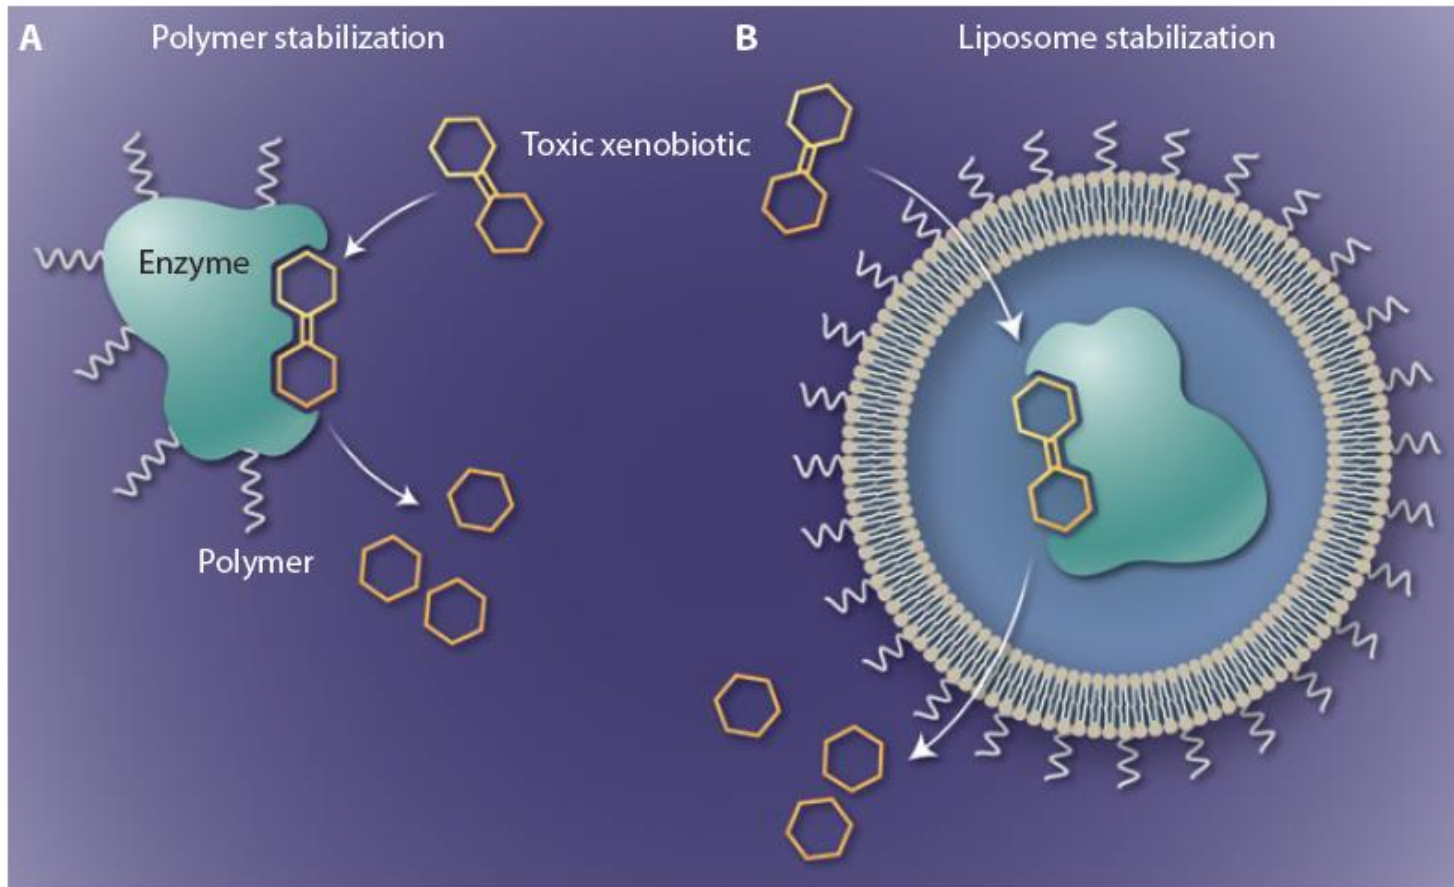 A
Polymer stabilization
B
Liposome stabilization
Toxic xenobiotic
Enzyme
Polymer